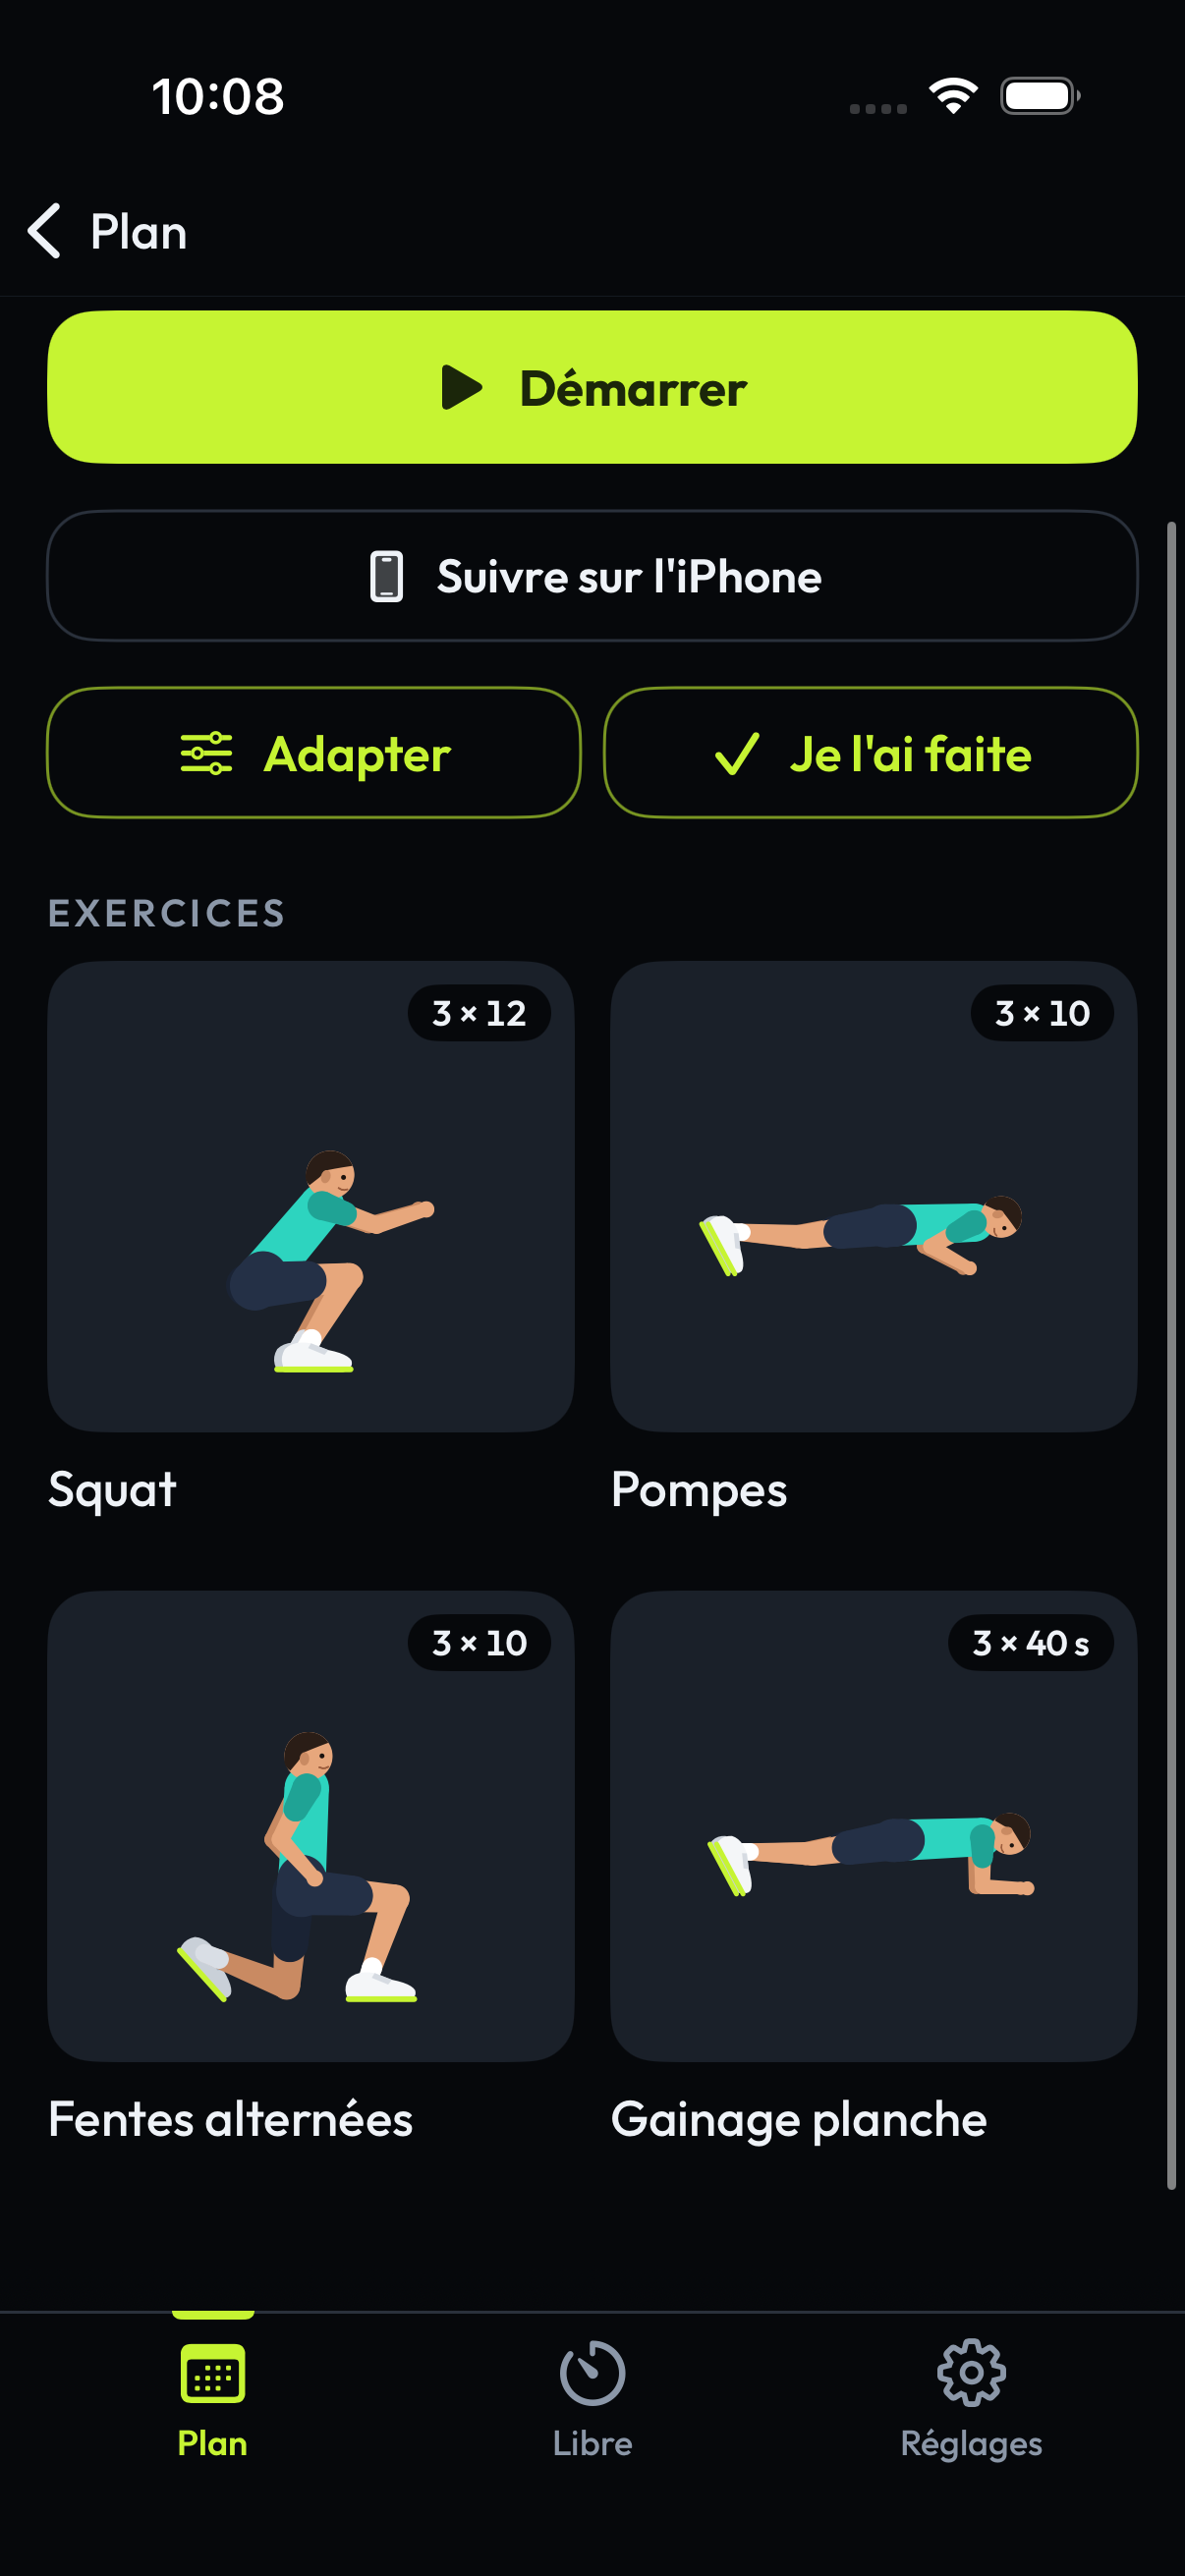 10:08
Plan
Démarrer
Suivre sur l'iPhone
Adapter
Je l'ai faite
EXERCICES
3 × 12
3 × 10
Squat
Pompes
3 × 10
3 × 40 s
Fentes alternées
Gainage planche
Plan
Libre
Réglages